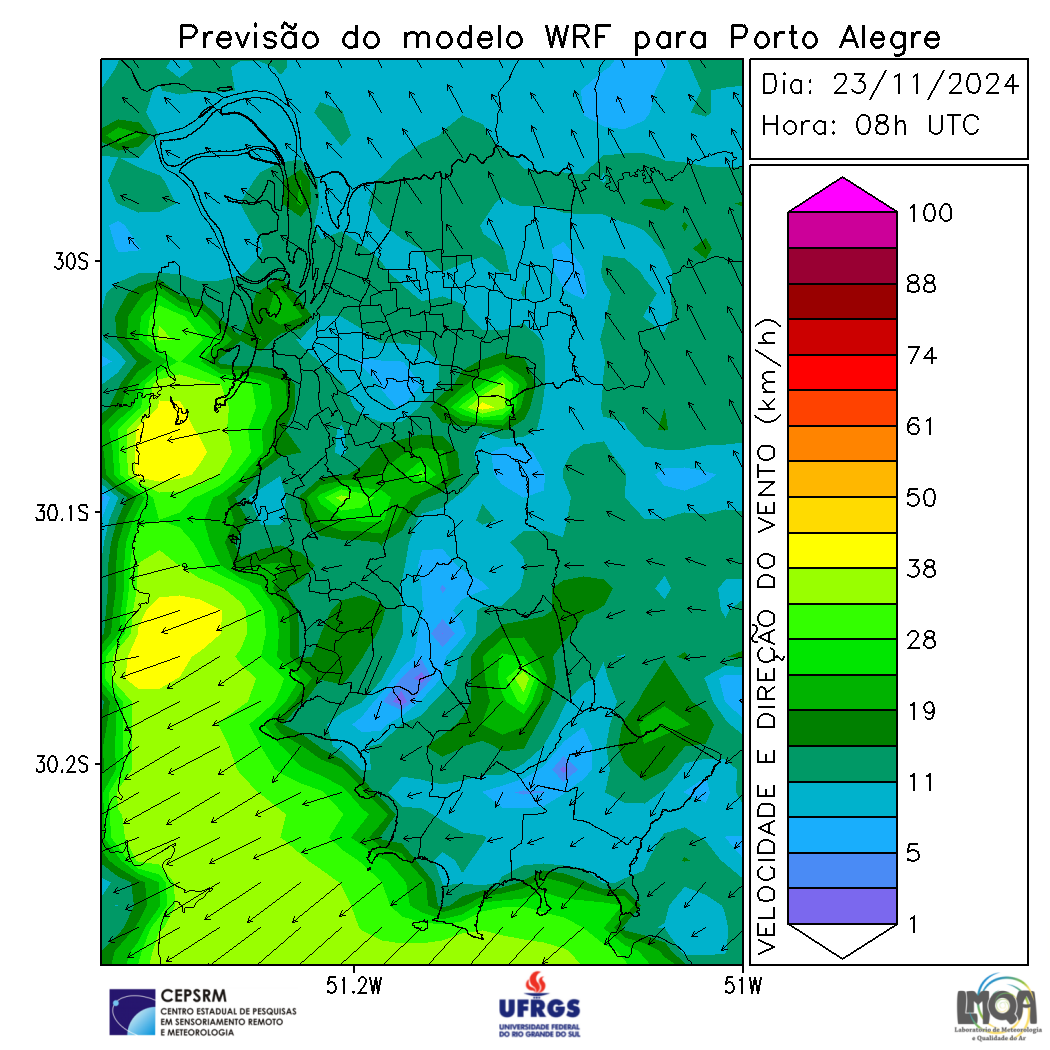 Previsão do modelo WRF para Porto Alegre
Dia: 23/11/2024
Hora: 08h UTC
30S
30.1S
30.2S
51.2W
51W
VELOCIDADE E DIREÇÃO DO VENTO (km/h)
100
88
74
61
50
38
28
19
11
5
1
CEPSRM
CENTRO ESTADUAL DE PESQUISAS
EM SENSORIAMENTO REMOTO
E METEOROLOGIA
UFRGS
UNIVERSIDADE FEDERAL
DO RIO GRANDE DO SUL
LMQA
Laboratório de Meteorologia
e Qualidade do Ar